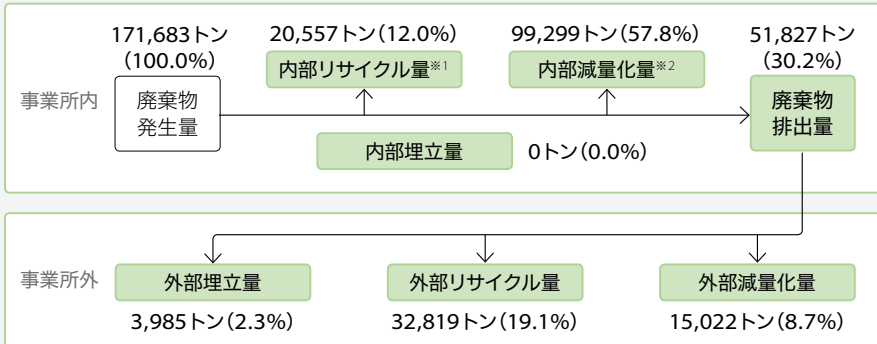 171,683トン
(100.0%)
20,557トン(12.0%)
99,299トン(57.8%)
51,827トン
(30.2%)
内部リサイクル量※1
内部減量化量※2
事業所内
廃棄物
発生量
廃棄物
排出量
内部埋立量
0トン(0.0%)
事業所外
外部埋立量
外部リサイクル量
外部減量化量
3,985トン(2.3%)
32,819トン(19.1%)
15,022トン(8.7%)